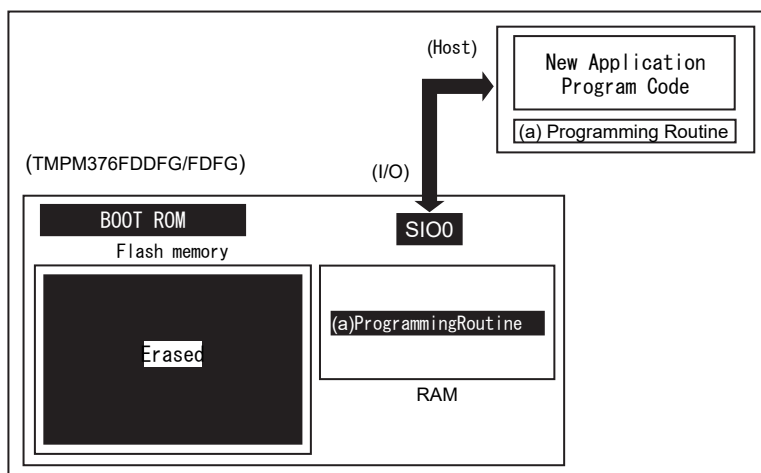 (Host)
New Application
Program Code
(a) Programming Routine
(TMPM376FDDFG/FDFG)
(I/O)
BOOT ROM
SIO0
Flash memory
(a)ProgrammingRoutine
Erased
RAM